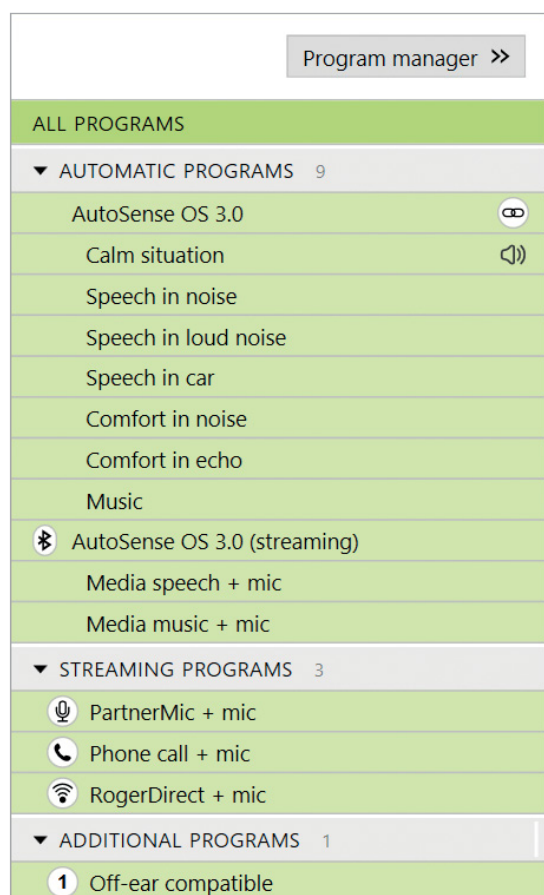 Program manager >>
ALL PROGRAMS
AUTOMATIC PROGRAMS 9
AutoSense OS 3.0
Calm situation
Speech in noise
Speech in loud noise
Speech in car
Comfort in noise
Comfort in echo
Music
AutoSense OS 3.0 (streaming)
Media speech + mic
Media music + mic
STREAMING PROGRAMS 3
PartnerMic + mic
Phone call + mic
RogerDirect + mic
ADDITIONAL PROGRAMS 1
1 Off-ear compatible